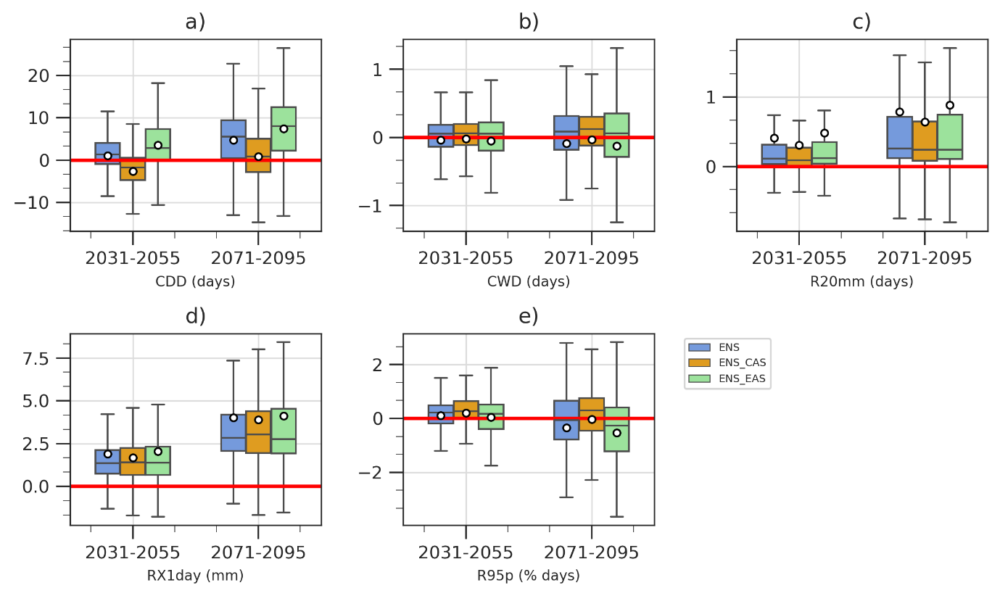 a)
20
10
0
−10
2031-2055 2071-2095
CDD (days)
b)
1
0
−1
2031-2055 2071-2095
CWD (days)
c)
1
0
2031-2055 2071-2095
R20mm (days)
d)
7.5
5.0
2.5
0.0
2031-2055 2071-2095
RX1day (mm)
e)
2
0
−2
2031-2055 2071-2095
R95p (% days)
ENS
ENS_CAS
ENS_EAS